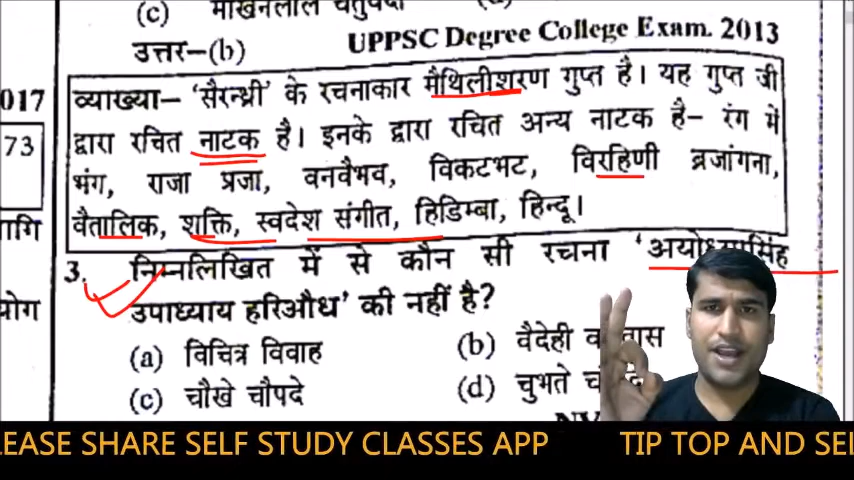 (c) माखनलाल चतुर्वेदी
उत्तर–(b) UPPSC Degree College Exam. 2013
017
73
व्याख्या– 'सैरन्ध्री' के रचनाकार मैथिलीशरण गुप्त है। यह गुप्त जी
द्वारा रचित नाटक है। इनके द्वारा रचित अन्य नाटक है– रंग में
भंग, राजा प्रजा, वनवैभव, विकटभट, विरहिणी व्रजांगना,
वैतालिक, शक्ति, स्वदेश संगीत, हिडिम्बा, हिन्दू।
3. निम्नलिखित में से कौन सी रचना 'अयोध्यासिंह
उपाध्याय हरिऔध' की नहीं है?
(a) विचित्र विवाह (b) वैदेही
(c) चौखे चौपदे (d) चुभते
LEASE SHARE SELF STUDY CLASSES APP TIP TOP AND SEL